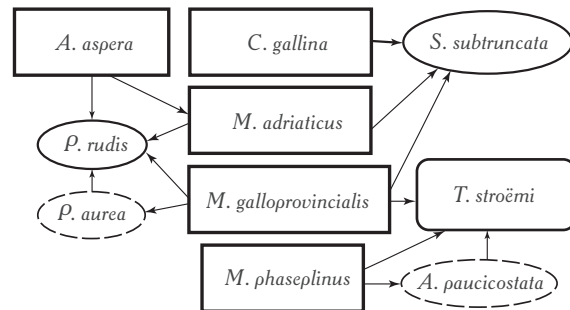 A. aspera
C. gallina
S. subtruncata
M. adriaticus
P. rudis
M. galloprovincialis
T. stroëmi
P. aurea
M. phaseplinus
A. paucicostata